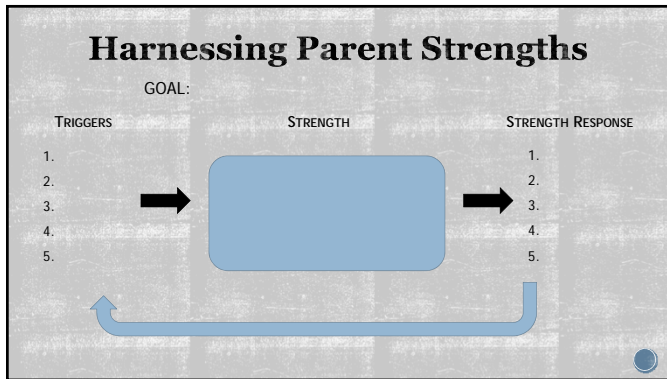 Harnessing Parent Strengths
GOAL:
TRIGGERS
1.
2.
3.
4.
5.
STRENGTH
STRENGTH RESPONSE
1.
2.
3.
4.
5.